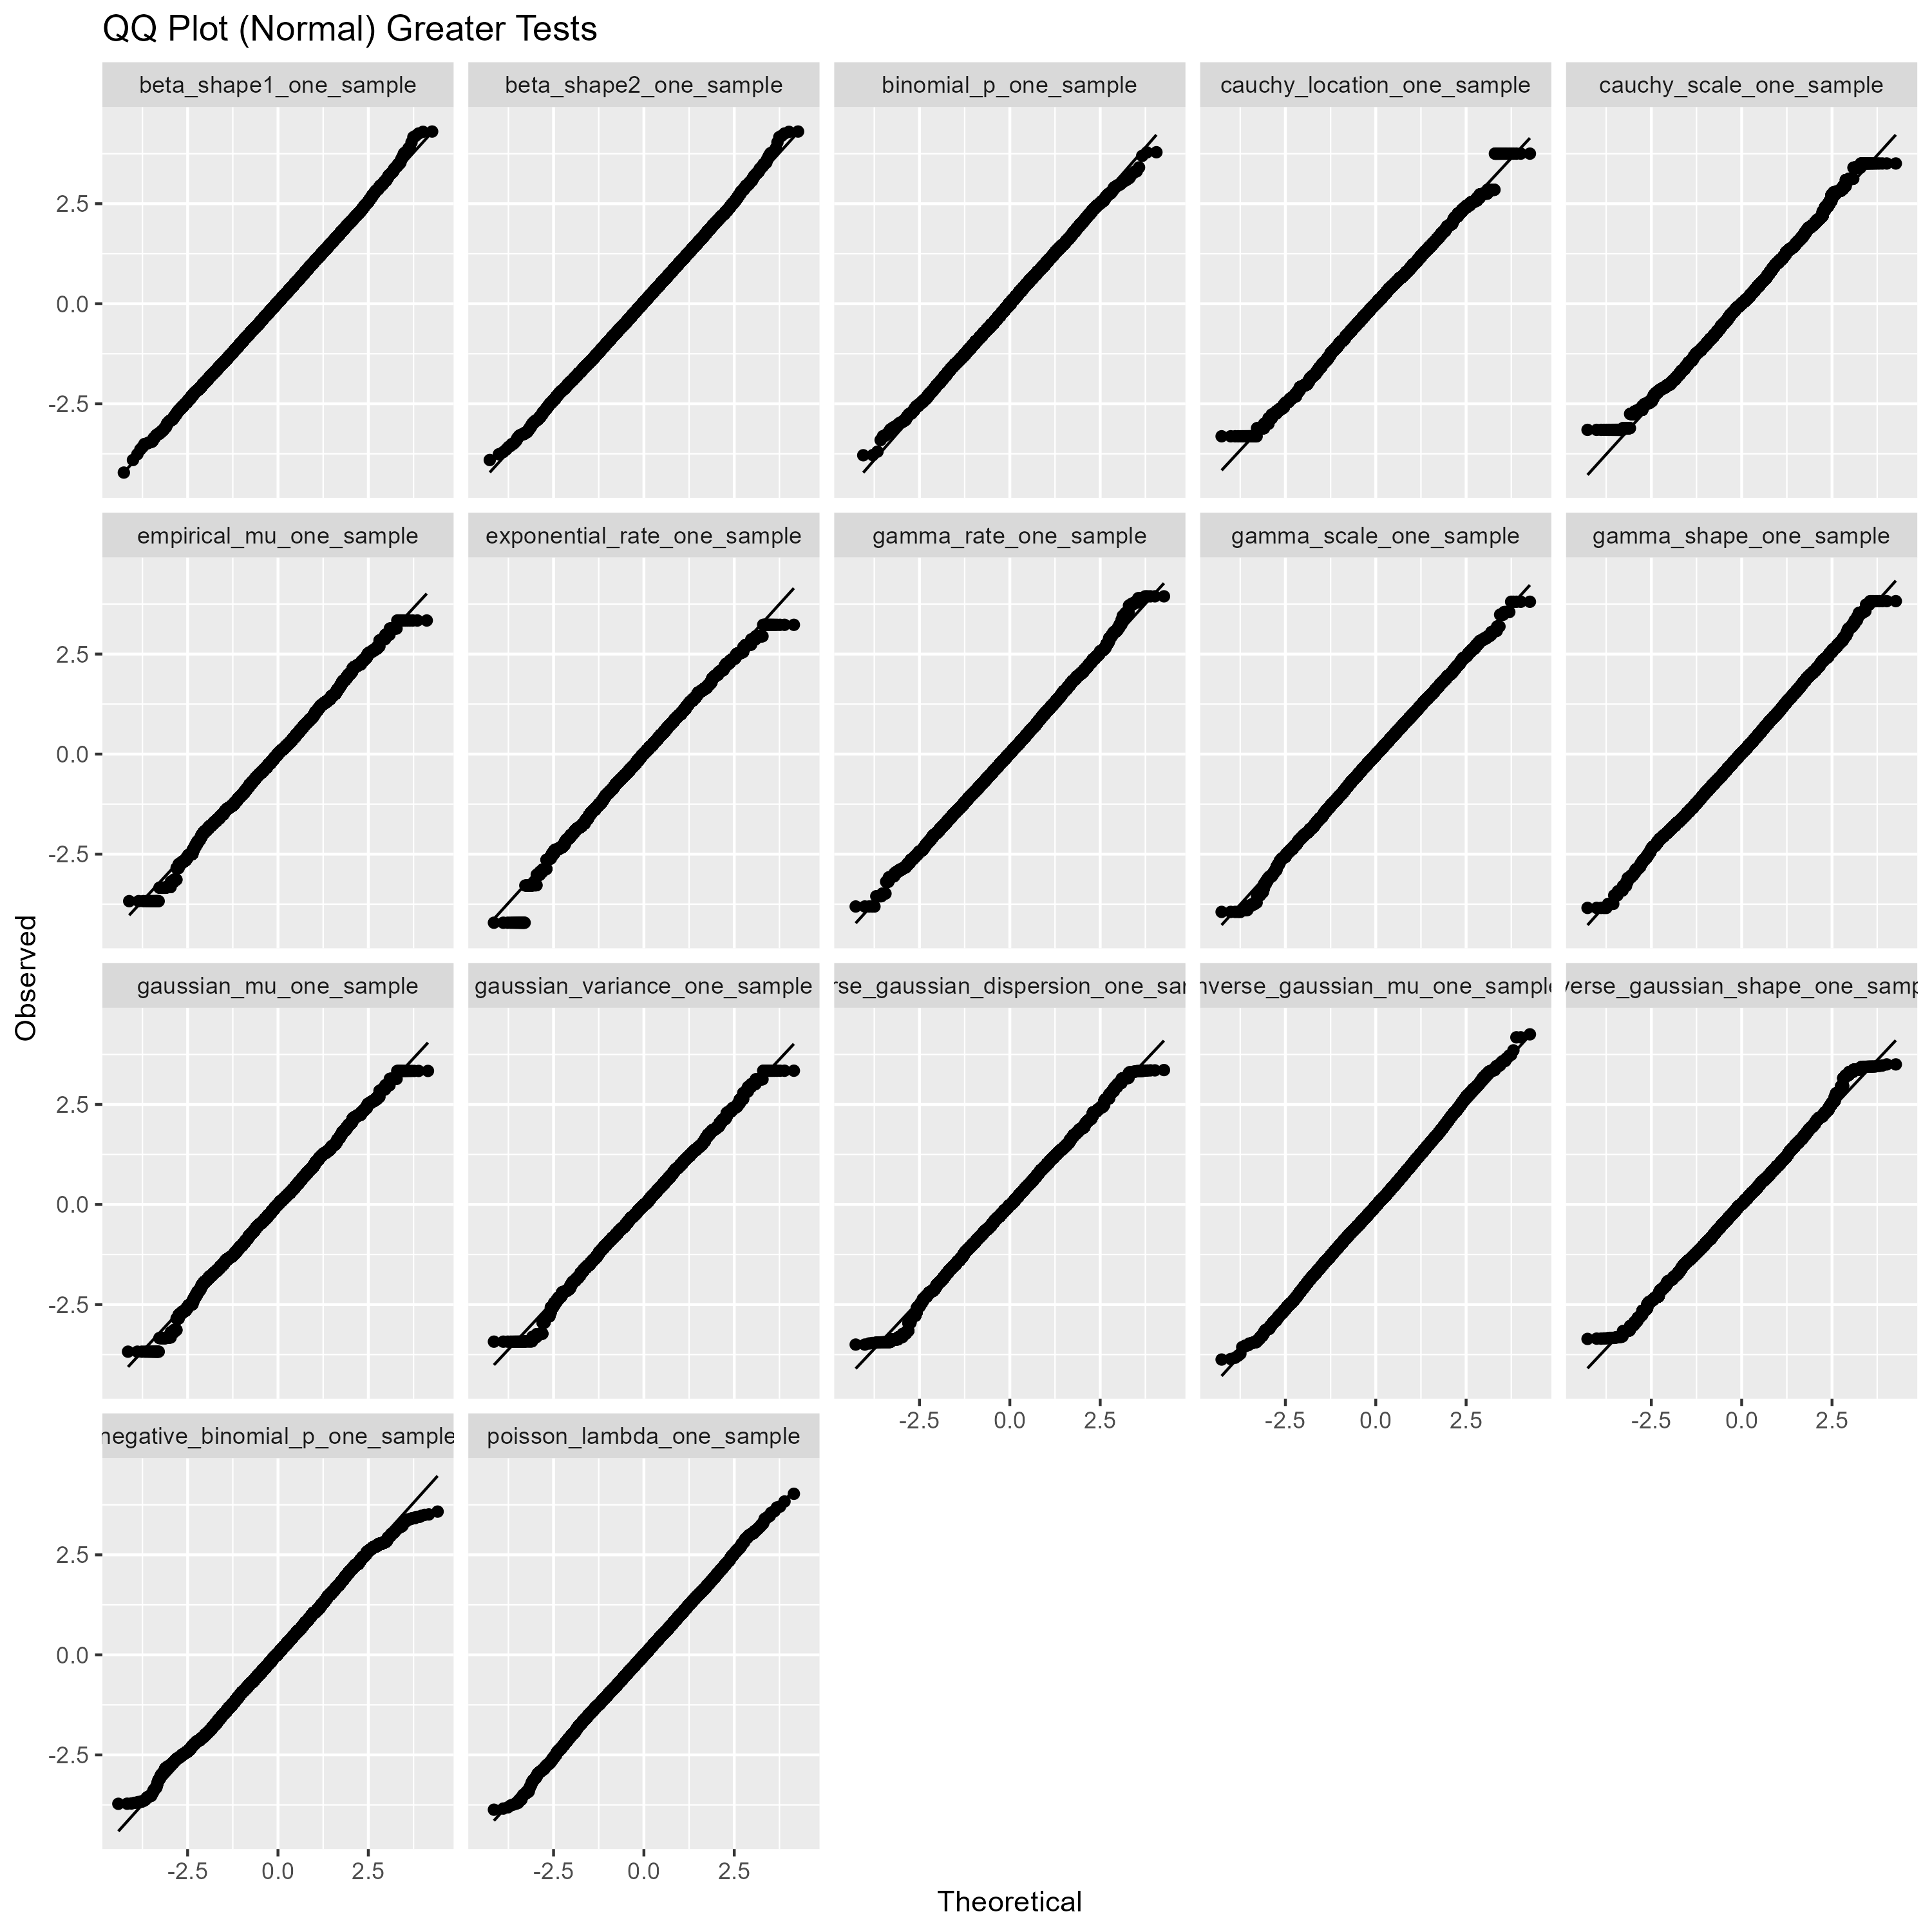 QQ Plot (Normal) Greater Tests
beta_shape1_one_sample beta_shape2_one_sample binomial_p_one_sample cauchy_location_one_sample cauchy_scale_one_sample
2.5
0.0
-2.5
empirical_mu_one_sample exponential_rate_one_sample gamma_rate_one_sample gamma_scale_one_sample gamma_shape_one_sample
2.5
0.0
-2.5
gaussian_mu_one_sample gaussian_variance_one_sample rse_gaussian_dispersion_one_sar nverse_gaussian_mu_one_sample verse_gaussian_shape_one_samp
2.5
0.0
-2.5
-2.5 0.0 2.5 -2.5 0.0 2.5 -2.5 0.0 2.5
negative_binomial_p_one_sample poisson_lambda_one_sample
2.5
0.0
-2.5
-2.5 0.0 2.5 -2.5 0.0 2.5
Observed
Theoretical